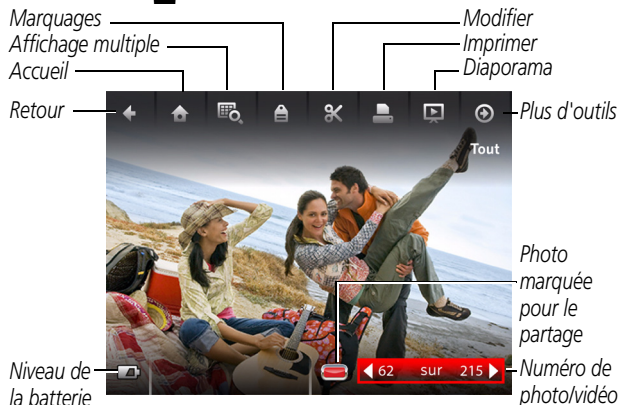 Marquages
Affichage multiple
Accueil
Retour
Modifier
Imprimer
Diaporama
Plus d'outils
Tout
Photo
marquée
pour le
partage
Niveau de
la batterie
62 sur 215
Numéro de
photo/vidéo